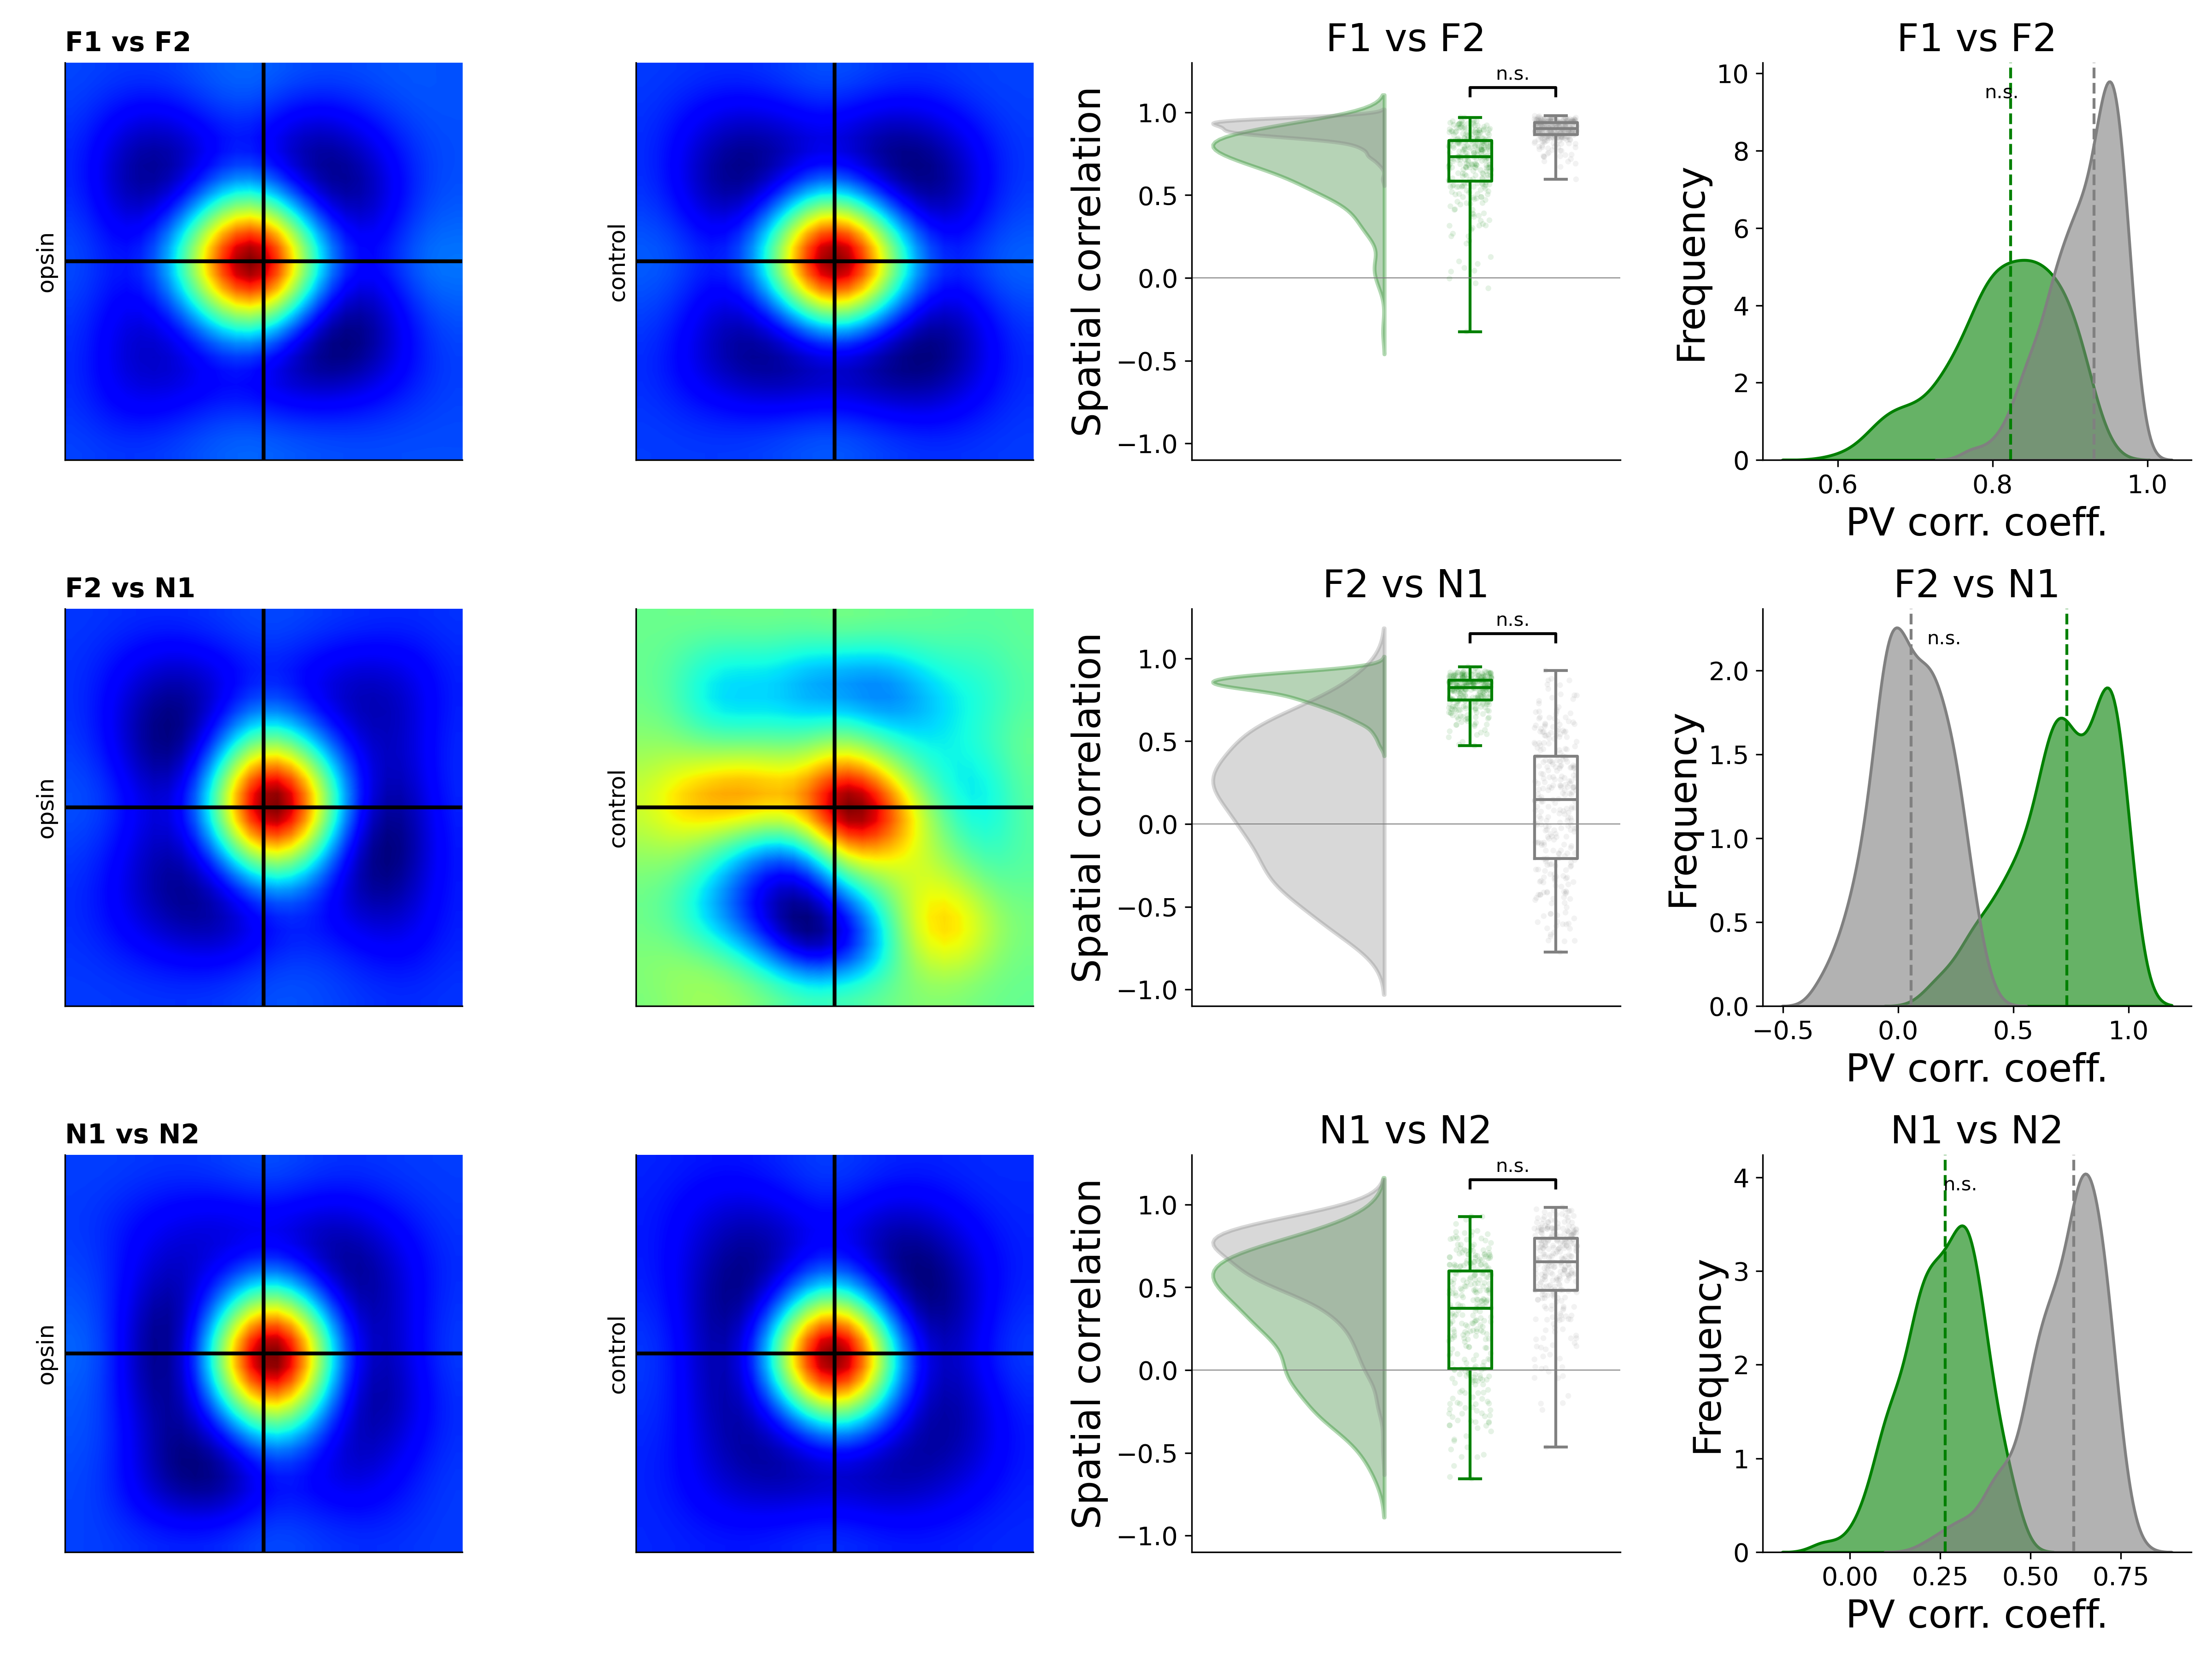 F1 vs F2
opsin
control
F1 vs F2
n.s.
Spatial correlation
1.0
0.5
0.0
−0.5
−1.0
F1 vs F2
n.s.
Frequency
10
8
6
4
2
0
0.6 0.8 1.0
PV corr. coeff.
F2 vs N1
opsin
control
F2 vs N1
n.s.
Spatial correlation
1.0
0.5
0.0
−0.5
−1.0
F2 vs N1
n.s.
Frequency
2.0
1.5
1.0
0.5
0.0
−0.5 0.0 0.5 1.0
PV corr. coeff.
N1 vs N2
opsin
control
N1 vs N2
n.s.
Spatial correlation
1.0
0.5
0.0
−0.5
−1.0
N1 vs N2
n.s.
Frequency
4
3
2
1
0
0.00 0.25 0.50 0.75
PV corr. coeff.